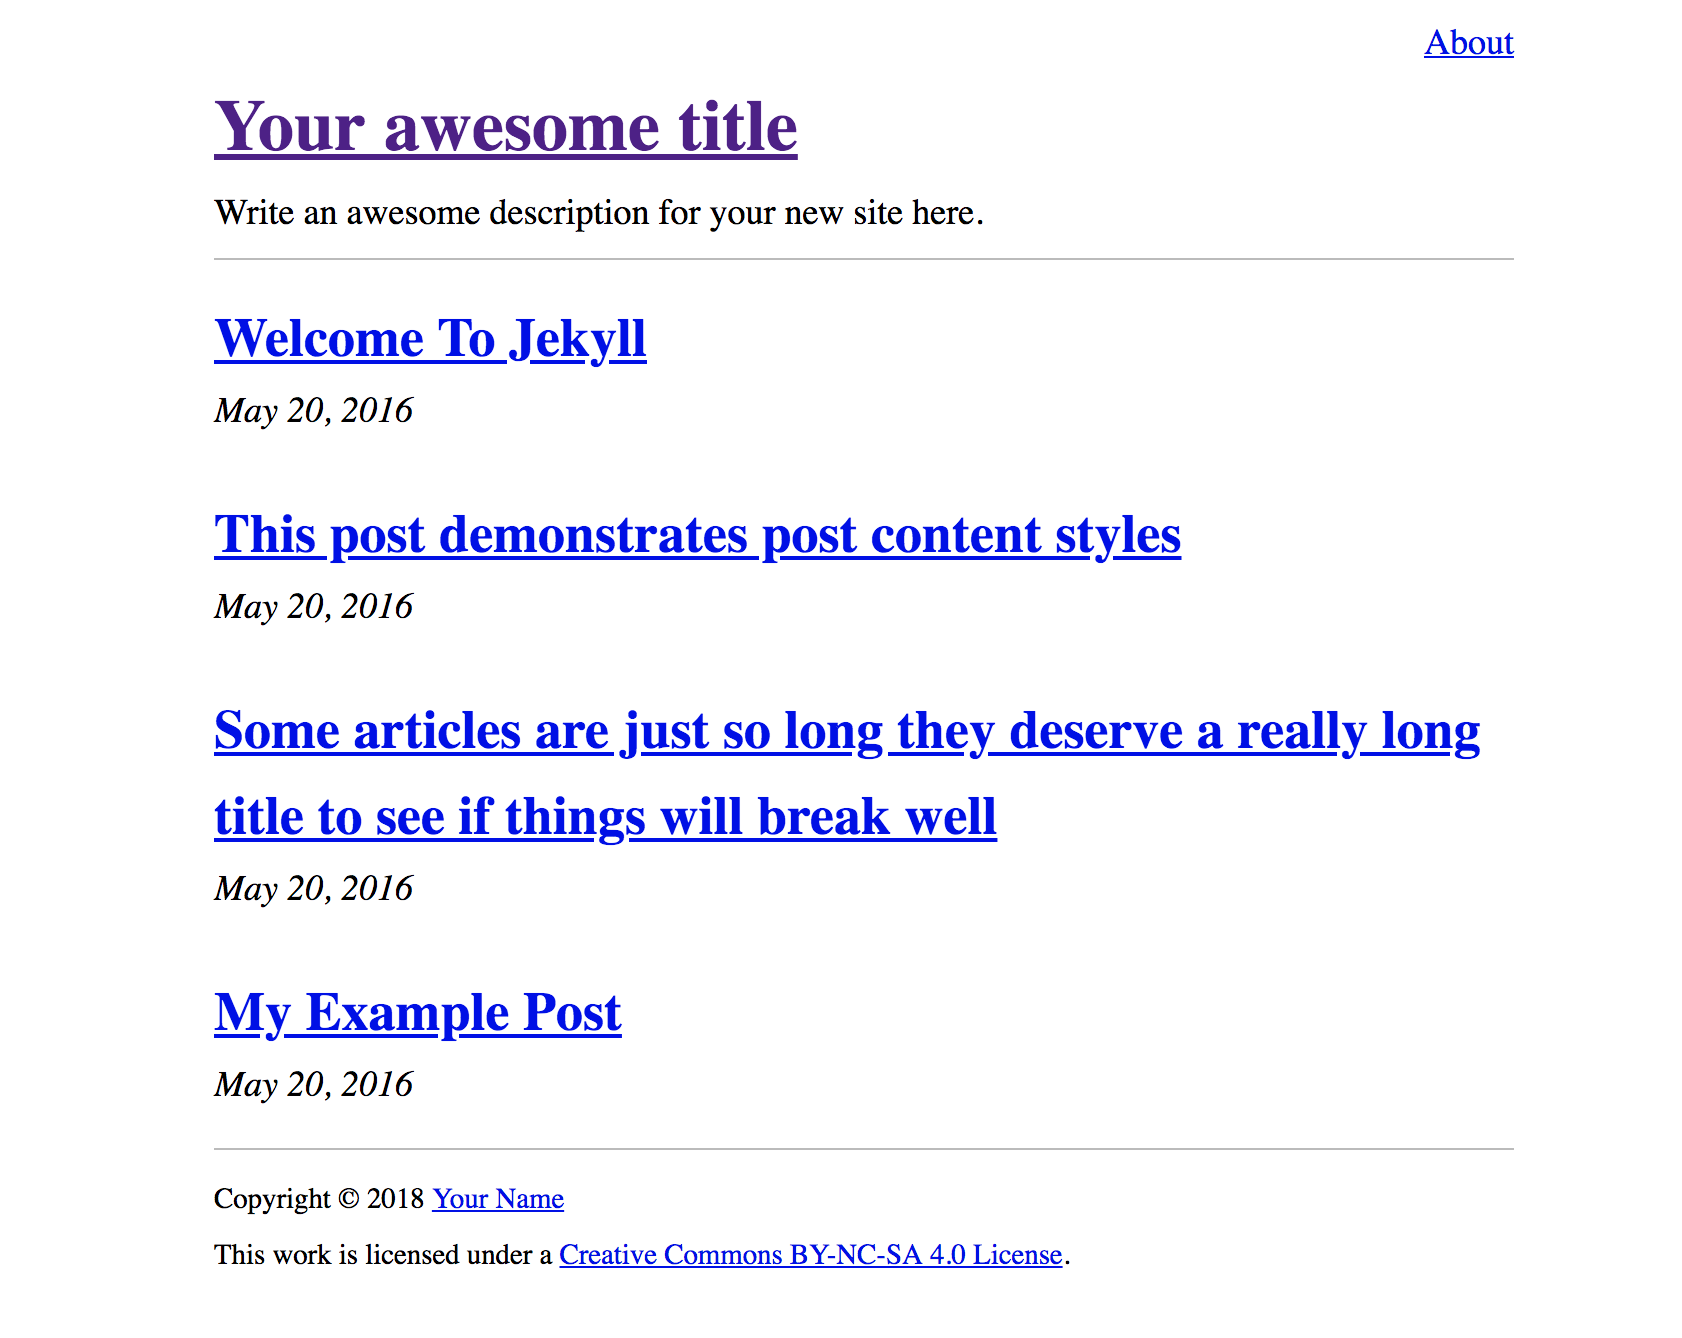 About
Your awesome title
Write an awesome description for your new site here.
Welcome To Jekyll
May 20, 2016
This post demonstrates post content styles
May 20, 2016
Some articles are just so long they deserve a really long
title to see if things will break well
May 20, 2016
My Example Post
May 20, 2016
Copyright © 2018 Your Name
This work is licensed under a Creative Commons BY-NC-SA 4.0 License.